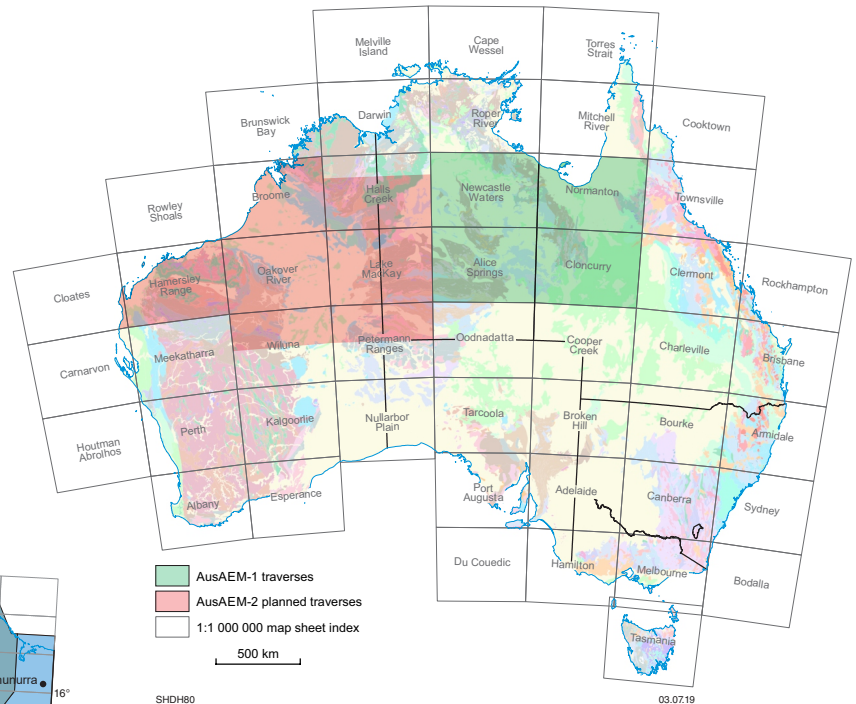 Melville
Island
Cape
Wessel
Torres
Strait
Brunswick
Bay
Darwin
Roper
River
Mitchell
River
Cooktown
Rowley
Shoals
Broome
Halls
Creek
Newcastle
Waters
Normanton
Townsville
Cloates
Hamersley
Range
Oakover
River
Lake
MacKay
Alice
Springs
Cloncurry
Clermont
Rockhampton
Carnarvon
Meekatharra
Wiluna
Petermann
Ranges
Oodnadatta
Cooper
Creek
Charleville
Brisbane
Houtman
Abrolhos
Perth
Kalgoorlie
Nullarbor
Plain
Tarcoola
Broken
Hill
Bourke
Armidale
Albany
Esperance
Port
Augusta
Adelaide
Canberra
Sydney
Du Couedic
Hamilton
Melbourne
Bodalla
Tasmania
AusAEM-1 traverses
AusAEM-2 planned traverses
1:1 000 000 map sheet index
500 km
16°
SHDH80
03.07.19